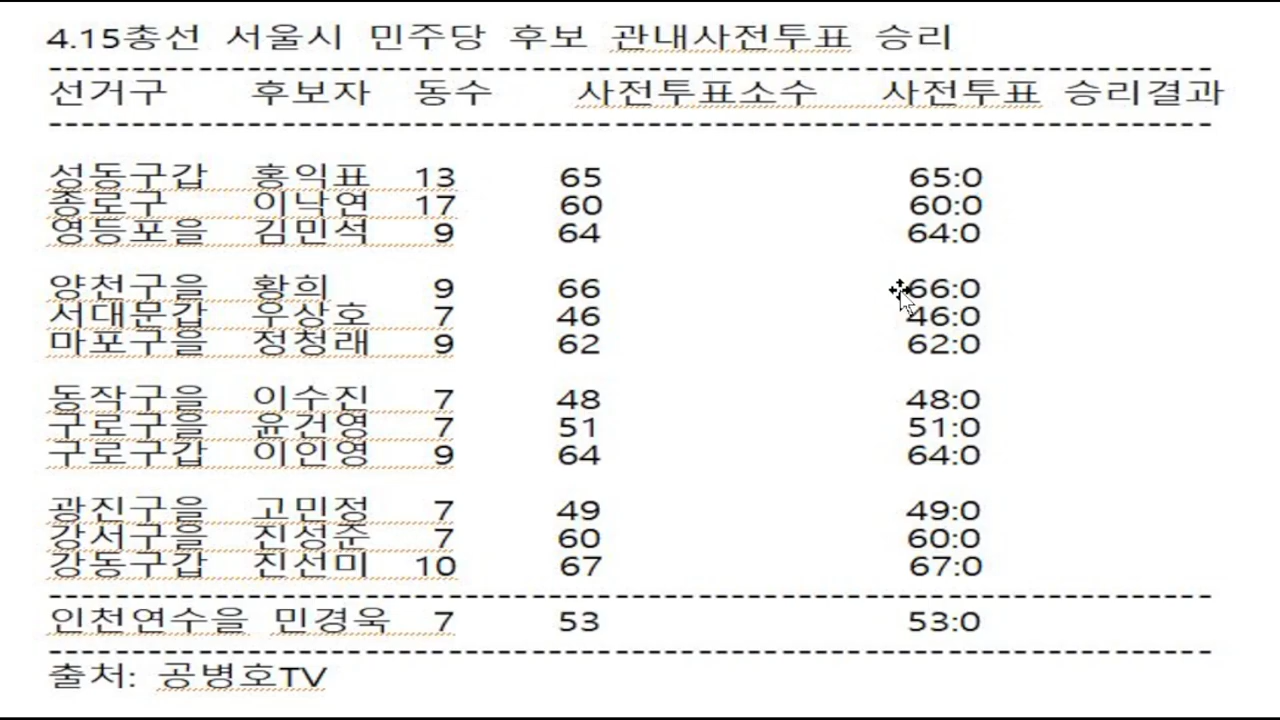 4.15총선 서울시 민주당 후보 관내사전투표 승리
선거구 후보자 동수 사전투표소수 사전투표 승리결과
성동구갑 홍익표 13 65 65:0
종로구 이낙연 17 60 60:0
영등포을 김민석 9 64 64:0
양천구을 황희 9 66 66:0
서대문갑 우상호 7 46 46:0
마포구을 정청래 9 62 62:0
동작구을 이수진 7 48 48:0
구로구을 윤건영 7 51 51:0
구로구갑 이인영 9 64 64:0
광진구을 고민정 7 49 49:0
강서구을 진성준 7 60 60:0
강동구갑 진선미 10 67 67:0
인천연수을 민경욱 7 53 53:0
출처: 공병호TV